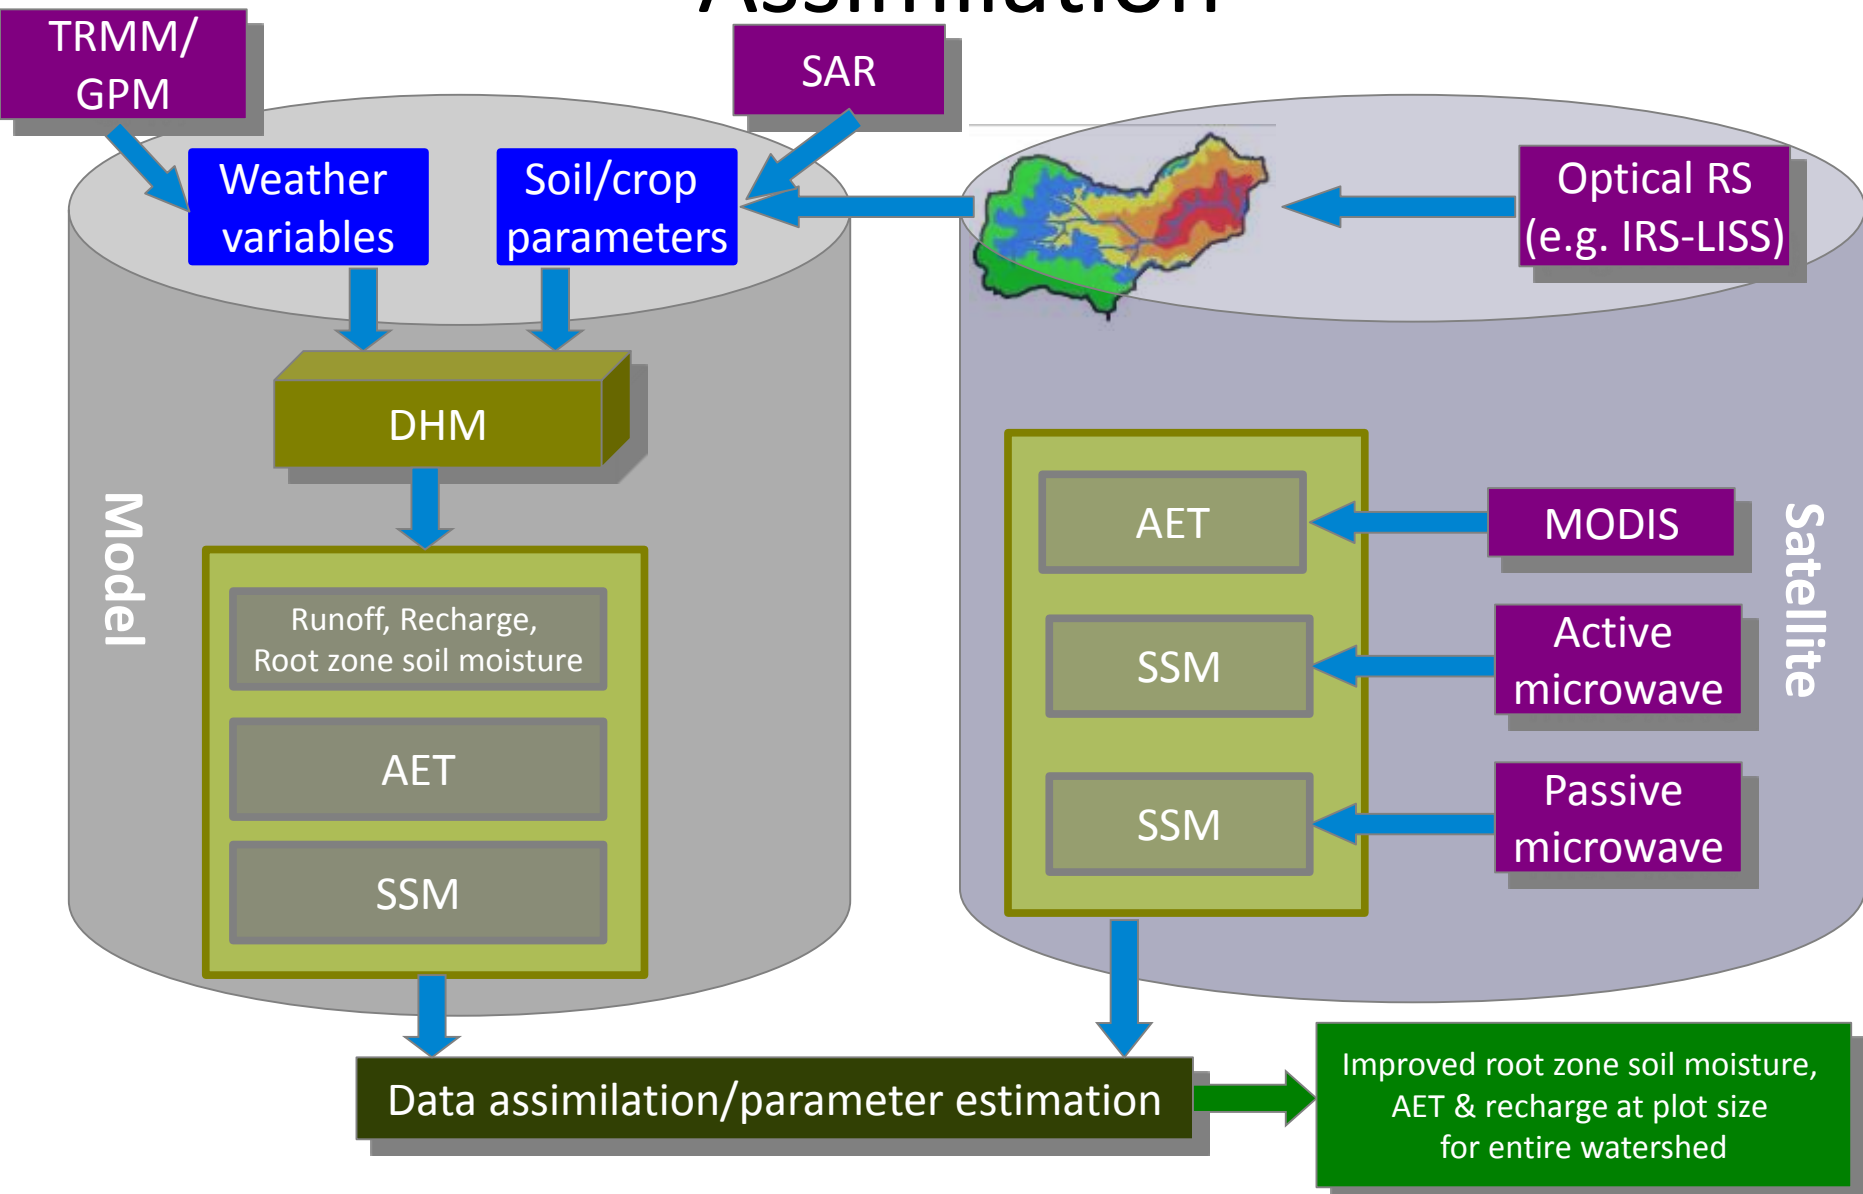 Assimilation
TRMM/
GPM
SAR
Weather
variables
Soil/crop
parameters
Optical RS
(e.g. IRS-LISS)
DHM
Model
Runoff, Recharge,
Root zone soil moisture
AET
SSM
AET
MODIS
SSM
Active
microwave
SSM
Passive
microwave
Satellite
Data assimilation/parameter estimation
Improved root zone soil moisture,
AET & recharge at plot size
for entire watershed